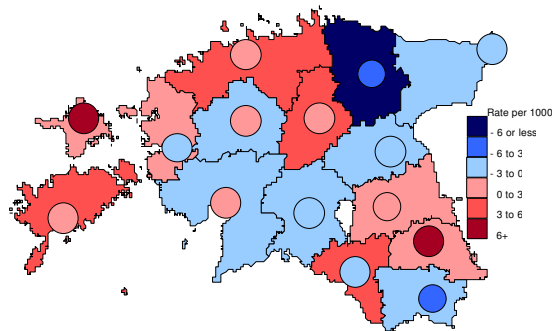 Rate per 1000
- 6 or less
- 6 to 3
- 3 to 0
0 to 3
3 to 6
6+